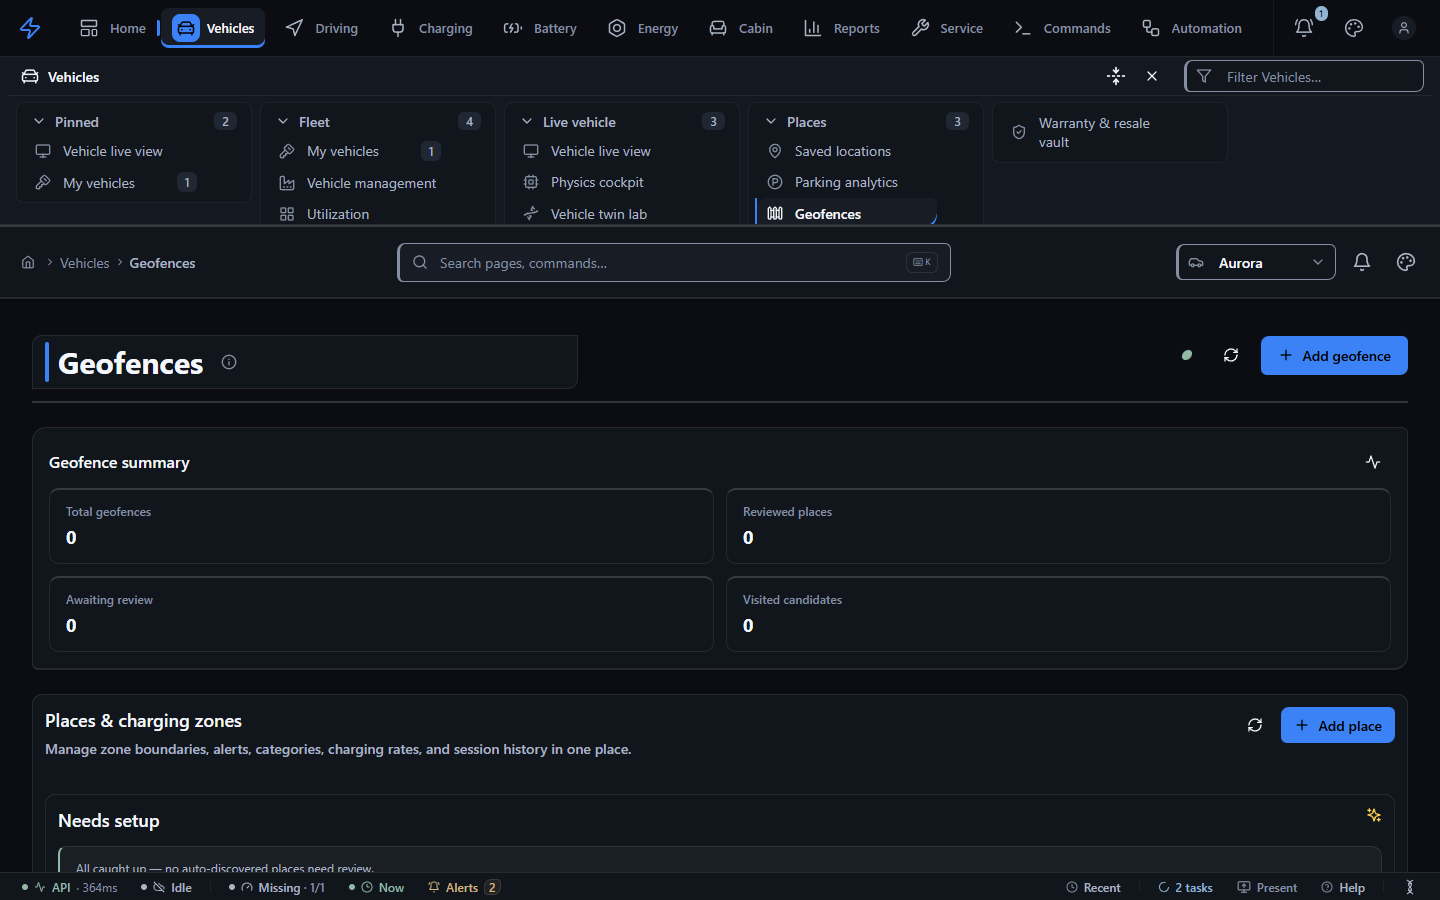 Home
Vehicles
Driving
Charging
Battery
Energy
Cabin
Reports
Service
Commands
Automation
1
Vehicles
Filter Vehicles...
Pinned 2
Vehicle live view
My vehicles 1
Fleet 4
My vehicles 1
Vehicle management
Utilization
Live vehicle 3
Vehicle live view
Physics cockpit
Vehicle twin lab
Places 3
Saved locations
Parking analytics
Geofences
Warranty & resale
vault
Vehicles
Geofences
Search pages, commands...
K
Aurora
Geofences
Add geofence
Geofence summary
Total geofences
0
Reviewed places
0
Awaiting review
0
Visited candidates
0
Places & charging zones
Add place
Manage zone boundaries, alerts, categories, charging rates, and session history in one place.
Needs setup
All caught up — no auto-discovered places need review.
API · 364ms
Idle
Missing · 1/1
Now
Alerts 2
Recent
2 tasks
Present
Help